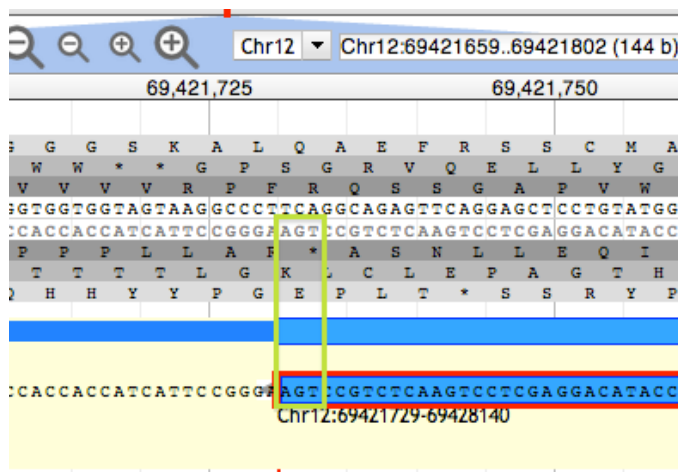 Chr12 Chr12:69421659..69421802 (144 b)
69,421,725 69,421,750
G G S K A L Q A E F R S S C M A
W W * * G P S G R V Q E L L Y G
V V V V R P F R Q S S G A P V W
GGTGGTGGTAGTAAGGCCCTTCAGGCAGAGTTCAGGAGCTCCTGTATGG
CCACCACCATCATTCCGGGAAGTCCGTCTCAAGTCCTCGAGGACATACC
P P P L L A R * A S N L L E Q I
T T T T L G K L C L E P A G T H
H H Y Y P G E P L T * S S R Y P
CCACCACCATCATTCCGGGAAGTCCGTCTCAAGTCCTCGAGGACATACC
Chr12:69421729-69428140